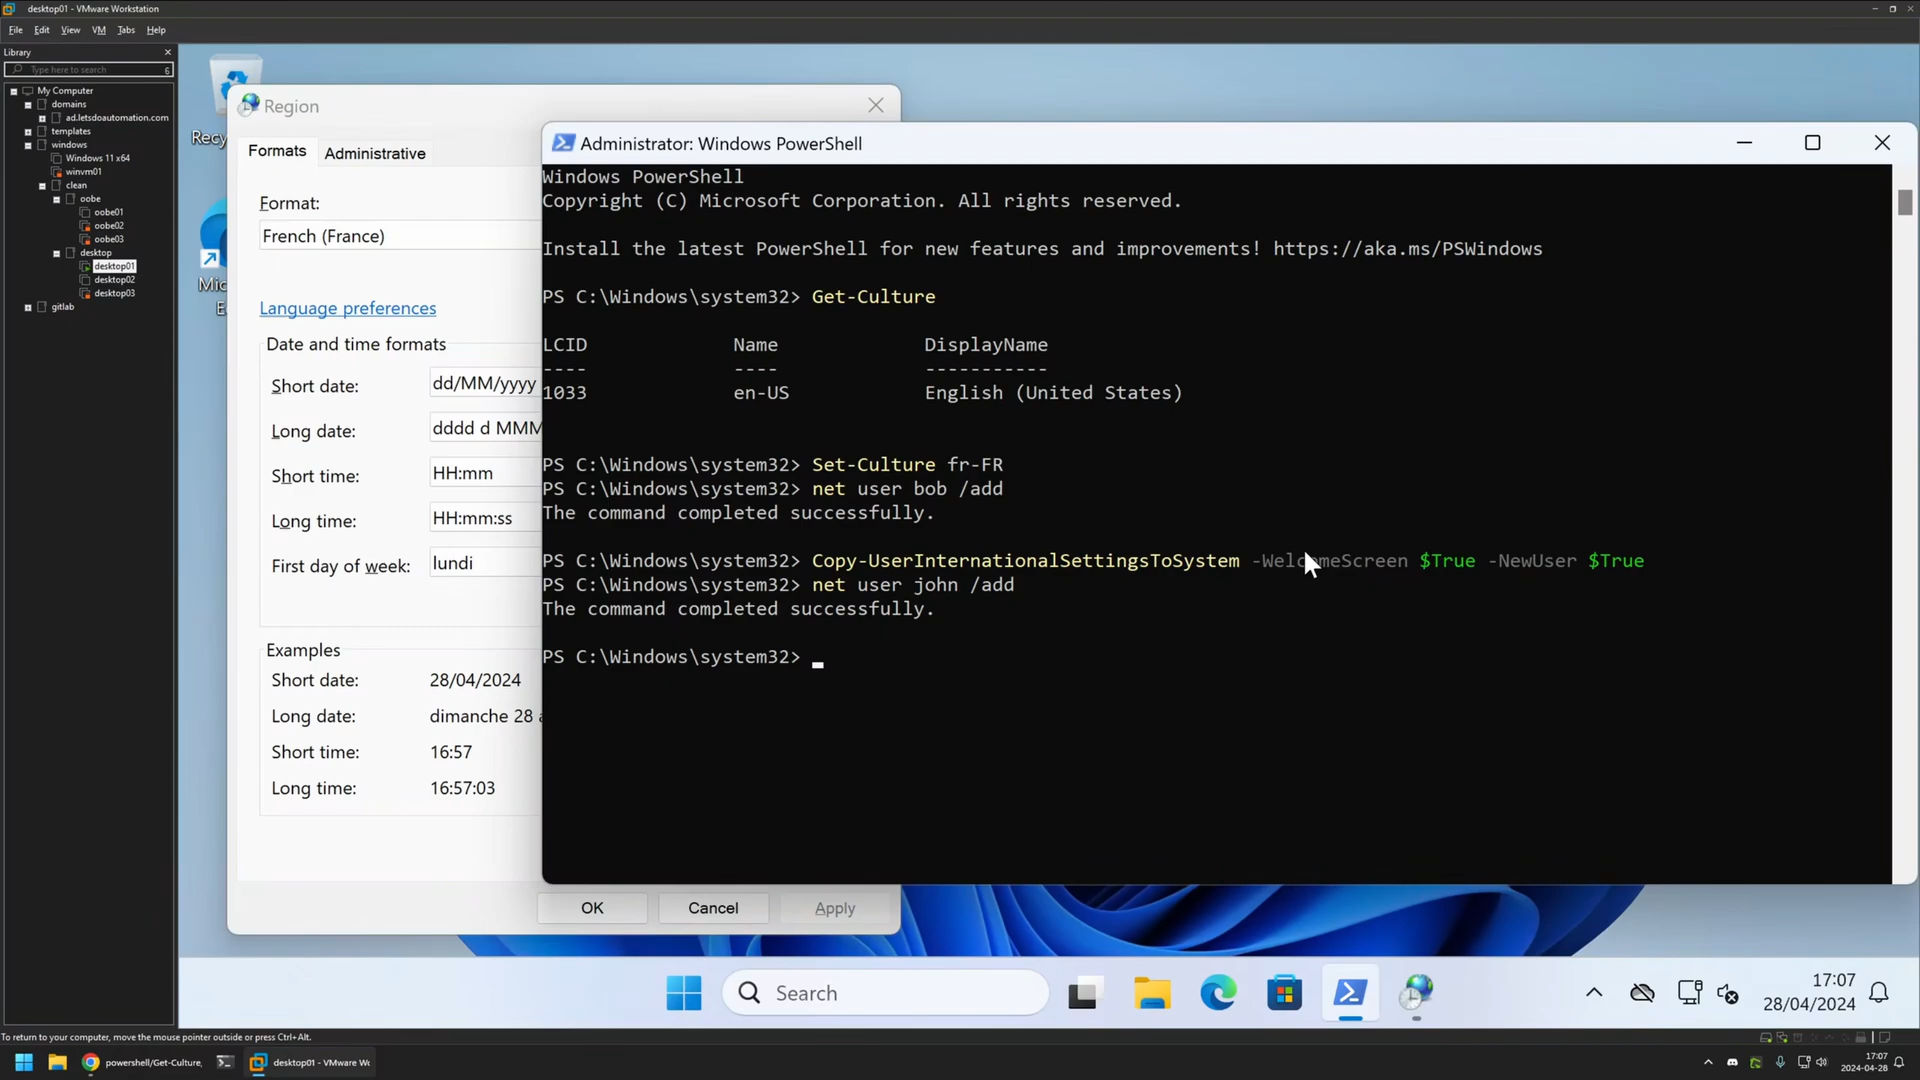 desktop01 - VMware Workstation
File Edit View VM Tabs Help
Library
Type here to search
My Computer
domains
ad.letsdoautomation.com
templates
windows
Windows 11 x64
winvm01
clean
oobe
oobe01
oobe02
oobe03
desktop
desktop01
desktop02
desktop03
gitlab
Region
Formats
Administrative
Format:
French (France)
Language preferences
Date and time formats
Short date: dd/MM/yyyy
Long date: dddd d MMM
Short time: HH:mm
Long time: HH:mm:ss
First day of week: lundi
Examples
Short date: 28/04/2024
Long date: dimanche 28
Short time: 16:57
Long time: 16:57:03
OK Cancel Apply
Administrator: Windows PowerShell
Windows PowerShell
Copyright (C) Microsoft Corporation. All rights reserved.
Install the latest PowerShell for new features and improvements! https://aka.ms/PSWindows
PS C:\Windows\system32> Get-Culture
LCID Name DisplayName
---- ---- -----------
1033 en-US English (United States)
PS C:\Windows\system32> Set-Culture fr-FR
PS C:\Windows\system32> net user bob /add
The command completed successfully.
PS C:\Windows\system32> Copy-UserInternationalSettingsToSystem -WelcomeScreen $True -NewUser $True
PS C:\Windows\system32> net user john /add
The command completed successfully.
PS C:\Windows\system32>
Search
17:07
28/04/2024
To return to your computer, move the mouse pointer outside or press Ctrl+Alt.
powershell/Get-Culture,
desktop01 - VMware Wo
17:07
2024-04-28